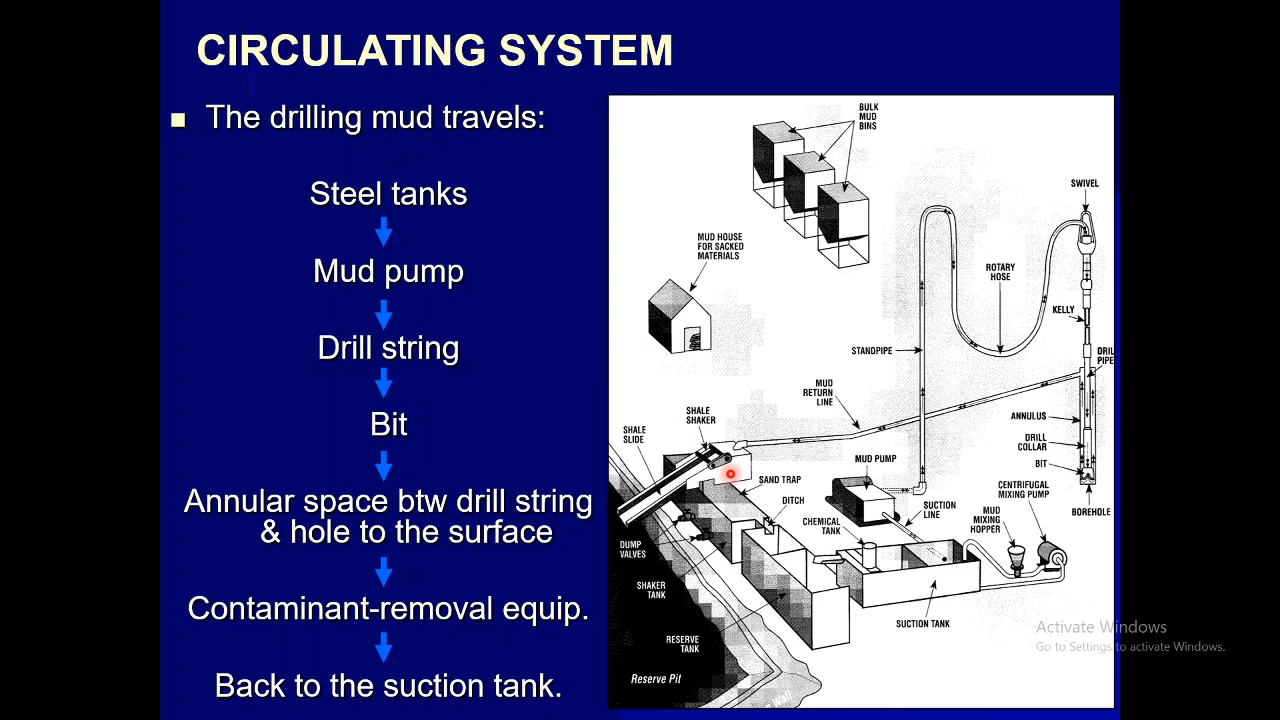 CIRCULATING SYSTEM
The drilling mud travels:
Steel tanks
Mud pump
Drill string
Bit
Annular space btw drill string
& hole to the surface
Contaminant-removal equip.
Back to the suction tank.
BULK
MUD
BINS
SWIVEL
MUD HOUSE
FOR SACKED
MATERIALS
ROTARY
HOSE
KELLY
STANDPIPE
DRIL
PIPE
MUD
RETURN
LINE
SHALE
SHAKER
ANNULUS
SHALE
SLIDE
DRILL
COLLAR
MUD PUMP
BIT
SAND TRAP
CENTRIFUGAL
MIXING PUMP
DITCH
SUCTION
LINE
BOREHOLE
MUD
MIXING
HOPPER
CHEMICAL
TANK
DUMP
VALVES
SHAKER
TANK
SUCTION TANK
RESERVE
TANK
Reserve Pit
Activate Windows
Go to Settings to activate Windows.